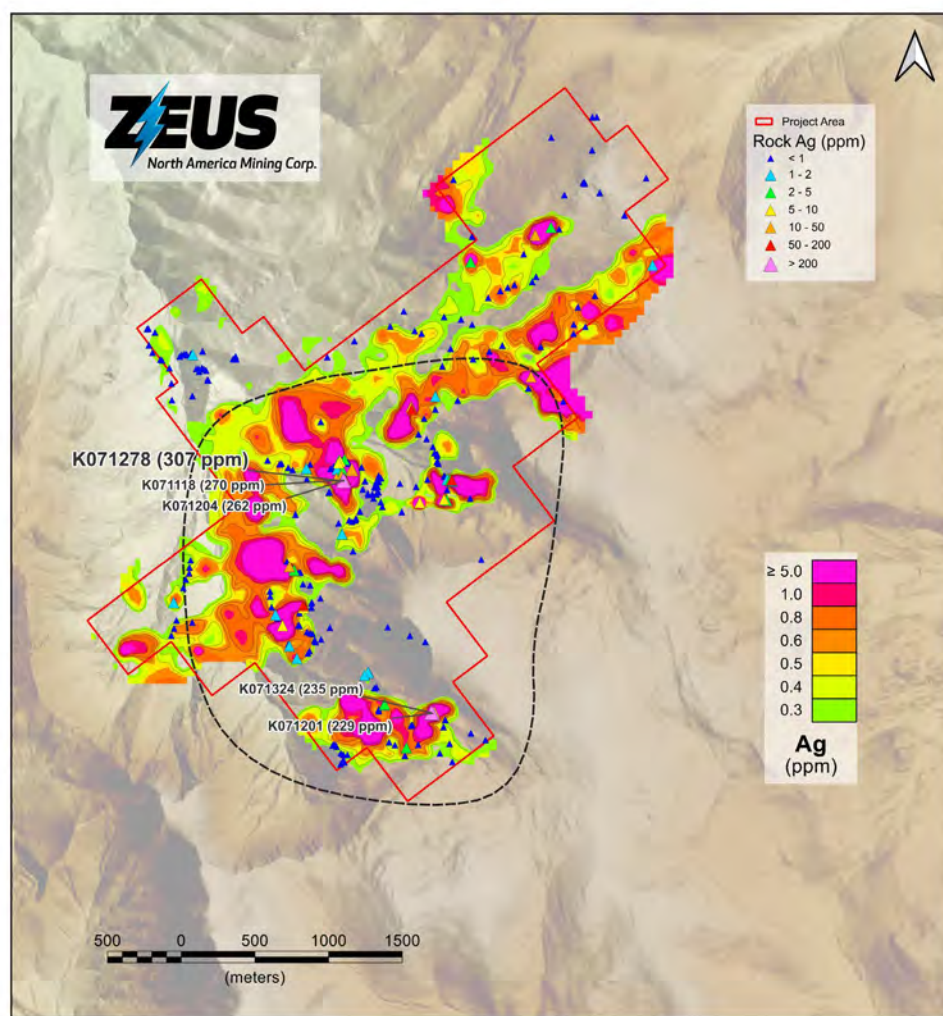 ZEUS
North America Mining Corp.
Project Area
Rock Ag (ppm)
< 1
1 - 2
2 - 5
5 - 10
10 - 50
50 - 200
> 200
K071278 (307 ppm)
K071118 (270 ppm)
K071204 (262 ppm)
K071324 (235 ppm)
K071201 (229 ppm)
≥ 5.0
1.0
0.8
0.6
0.5
0.4
0.3
Ag
(ppm)
500 0 500 1000 1500
(meters)